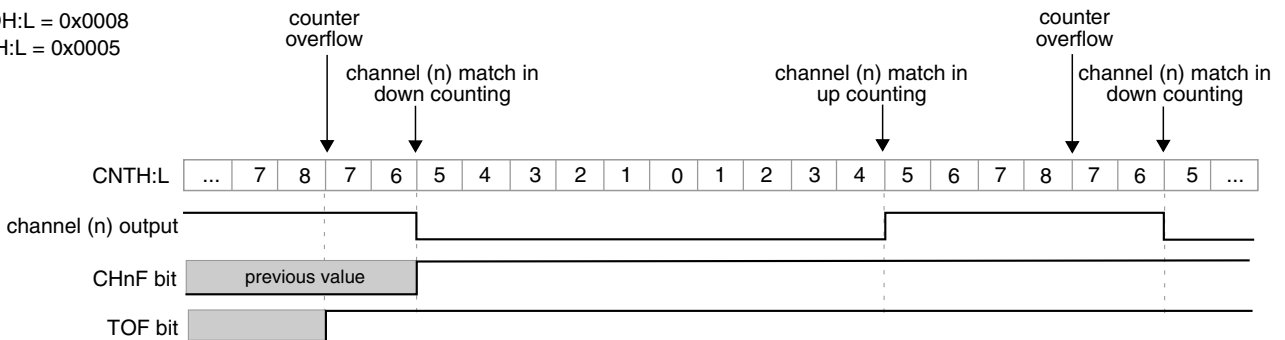 H:L = 0x0008
H:L = 0x0005
counter
overflow
channel (n) match in
down counting
channel (n) match in
up counting
counter
overflow
channel (n) match in
down counting
CNTH:L ... 7 8 7 6 5 4 3 2 1 0 1 2 3 4 5 6 7 8 7 6 5 ...
channel (n) output
CHnF bit previous value
TOF bit